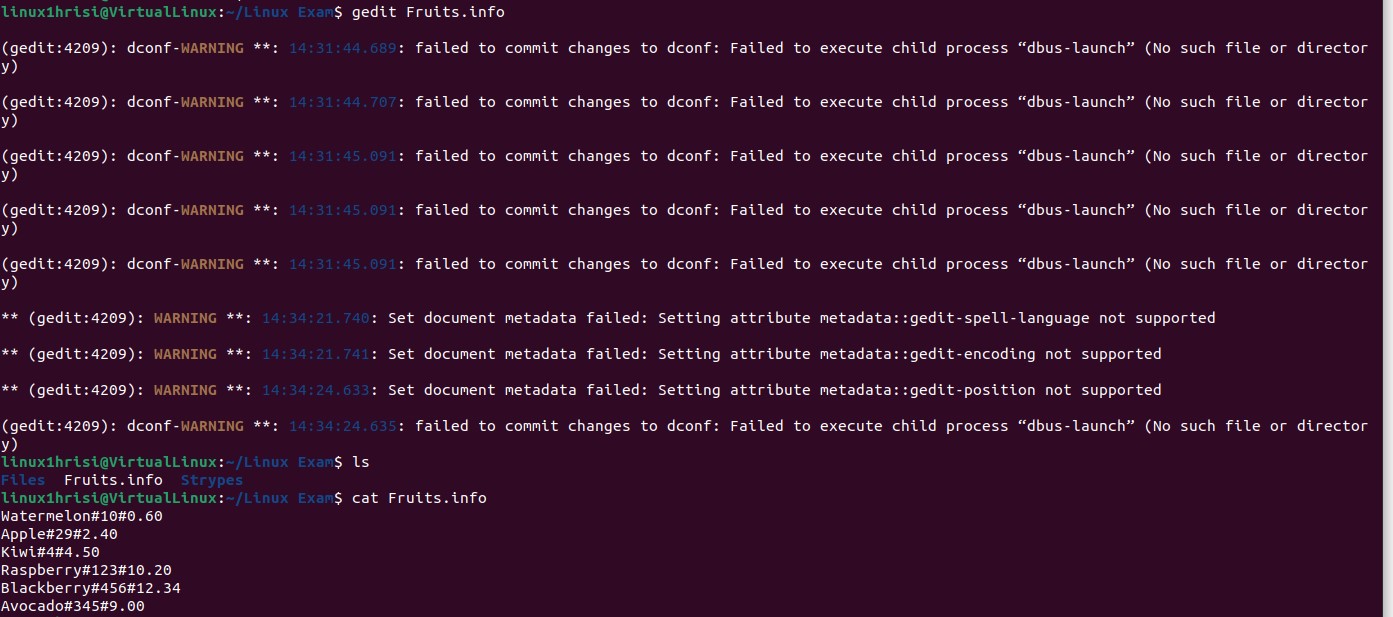 linux1hrisi@VirtualLinux:~/Linux Exam$ gedit Fruits.info
(gedit:4209): dconf-WARNING **: 14:31:44.689: failed to commit changes to dconf: Failed to execute child process “dbus-launch” (No such file or director
y)
(gedit:4209): dconf-WARNING **: 14:31:44.707: failed to commit changes to dconf: Failed to execute child process “dbus-launch” (No such file or director
y)
(gedit:4209): dconf-WARNING **: 14:31:45.091: failed to commit changes to dconf: Failed to execute child process “dbus-launch” (No such file or director
y)
(gedit:4209): dconf-WARNING **: 14:31:45.091: failed to commit changes to dconf: Failed to execute child process “dbus-launch” (No such file or director
y)
(gedit:4209): dconf-WARNING **: 14:31:45.091: failed to commit changes to dconf: Failed to execute child process “dbus-launch” (No such file or director
y)
** (gedit:4209): WARNING **: 14:34:21.740: Set document metadata failed: Setting attribute metadata::gedit-spell-language not supported
** (gedit:4209): WARNING **: 14:34:21.741: Set document metadata failed: Setting attribute metadata::gedit-encoding not supported
** (gedit:4209): WARNING **: 14:34:24.633: Set document metadata failed: Setting attribute metadata::gedit-position not supported
(gedit:4209): dconf-WARNING **: 14:34:24.635: failed to commit changes to dconf: Failed to execute child process “dbus-launch” (No such file or director
y)
linux1hrisi@VirtualLinux:~/Linux Exam$ ls
Files  Fruits.info  Strypes
linux1hrisi@VirtualLinux:~/Linux Exam$ cat Fruits.info
Watermelon#10#0.60
Apple#29#2.40
Kiwi#4#4.50
Raspberry#123#10.20
Blackberry#456#12.34
Avocado#345#9.00